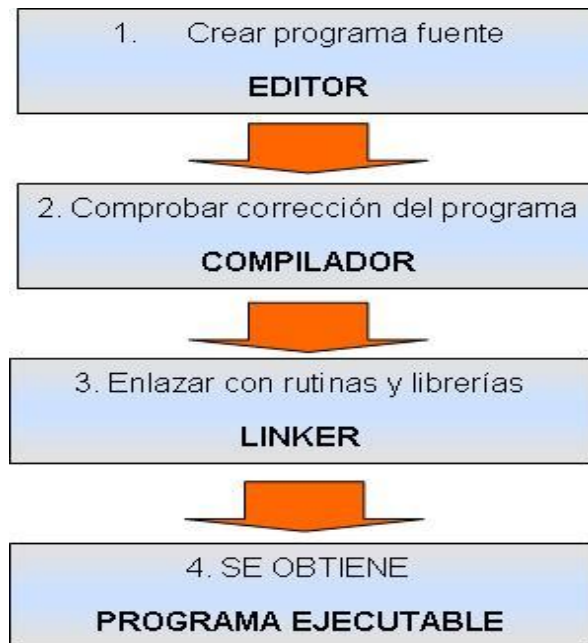 1. Crear programa fuente
EDITOR
2. Comprobar corrección del programa
COMPILADOR
3. Enlazar con rutinas y librerías
LINKER
4. SE OBTIENE
PROGRAMA EJECUTABLE